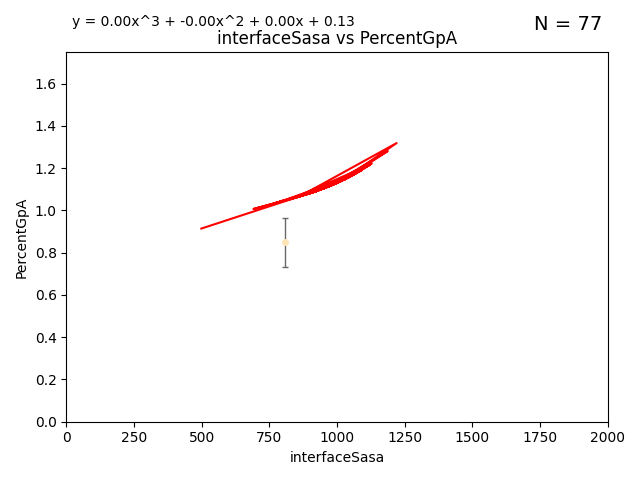 y = 0.00x^3 + -0.00x^2 + 0.00x + 0.13
N = 77
interfaceSasa vs PercentGpA
PercentGpA
1.6
1.4
1.2
1.0
0.8
0.6
0.4
0.2
0.0
0 250 500 750 1000 1250 1500 1750 2000
interfaceSasa